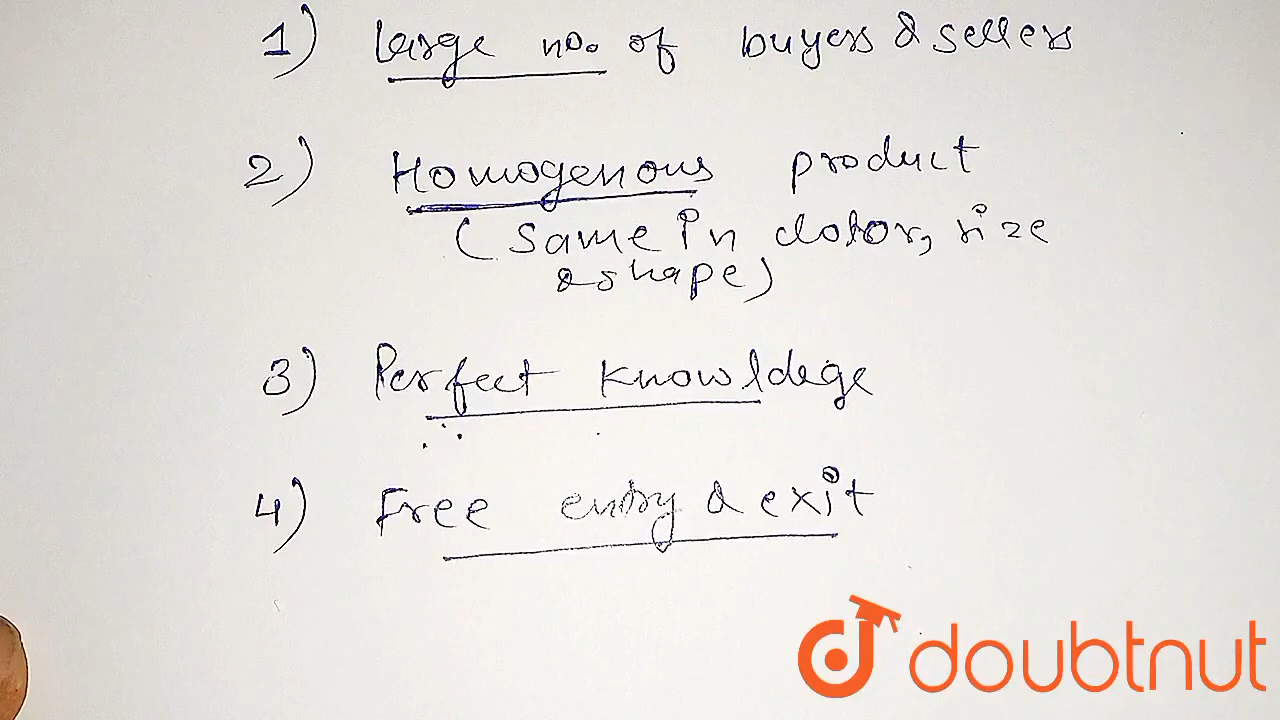 1) Large no. of buyers & sellers
2) Homogenous product
(Same in color, size
& shape)
3) Perfect Knowldege
4) Free entry & exit
doubtnut